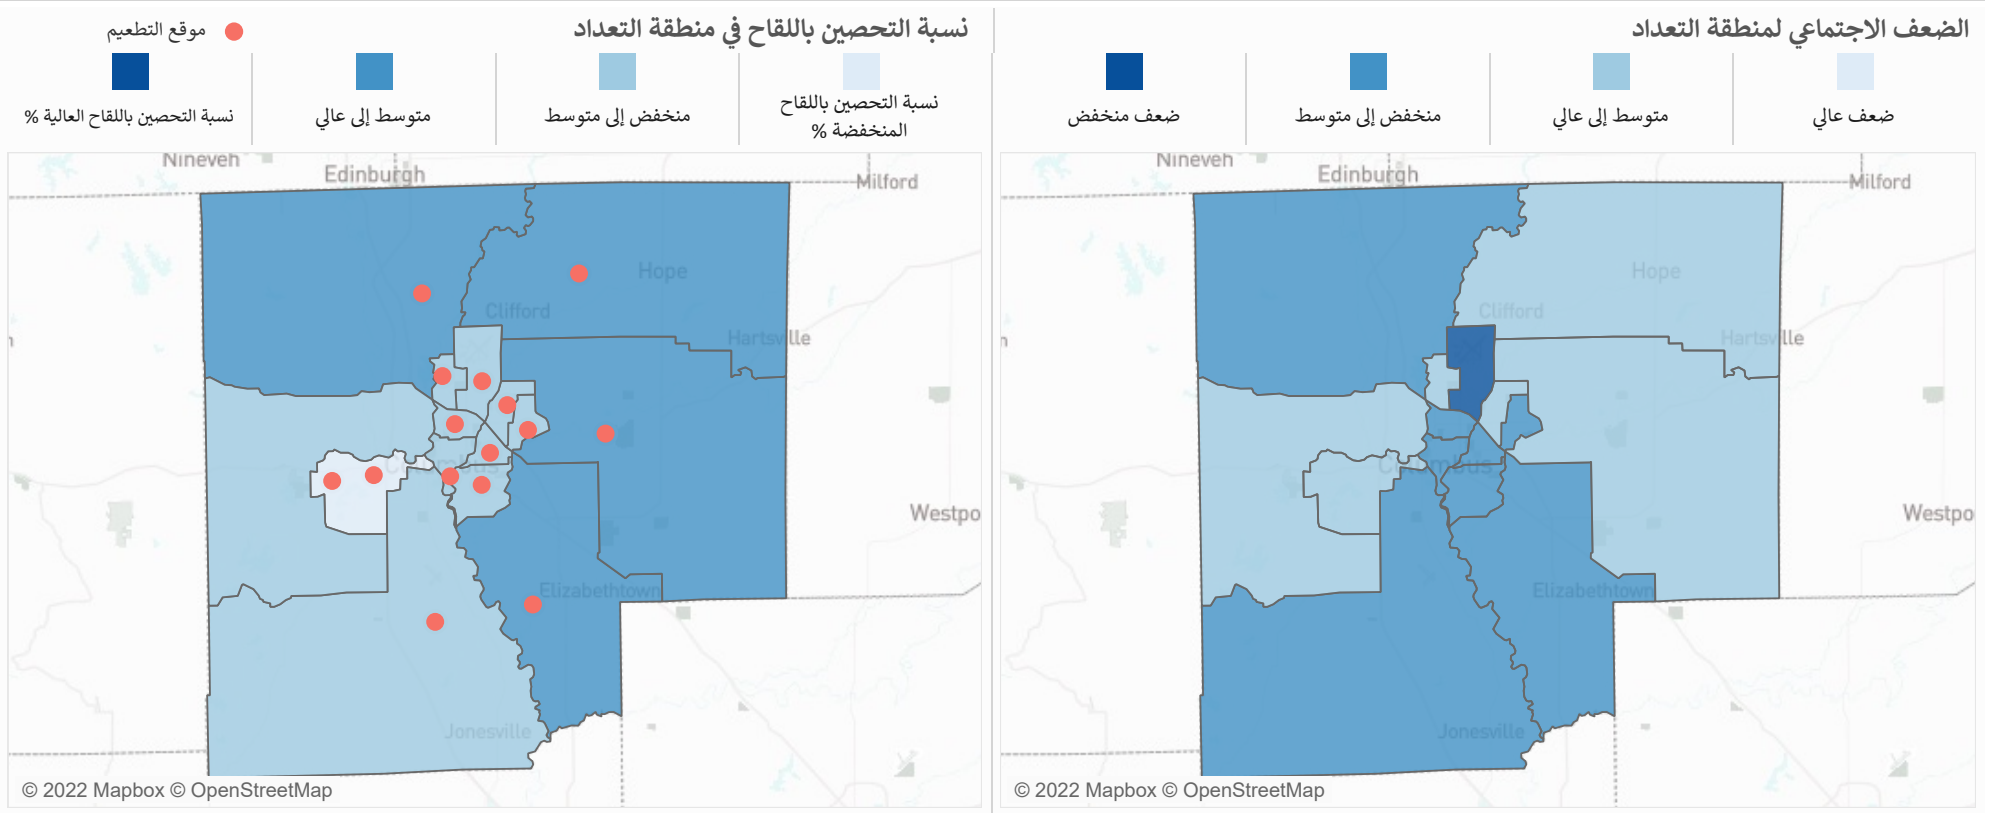 الضعف الاجتماعي لمنطقة التعداد
ضعف عالي
متوسط إلى عالي
منخفض إلى متوسط
ضعف منخفض
Nineveh
Edinburgh
Milford
Hope
Clifford
Hartsville
Columbus
Westpo
Elizabethtown
Jonesville
© 2022 Mapbox © OpenStreetMap
نسبة التحصين باللقاح في منطقة التعداد
موقع التطعيم
نسبة التحصين باللقاح
المنخفضة %
منخفض إلى متوسط
متوسط إلى عالي
نسبة التحصين باللقاح العالية %
Nineveh
Edinburgh
Milford
Hope
Clifford
Hartsville
Columbus
Westpo
Elizabethtown
Jonesville
© 2022 Mapbox © OpenStreetMap